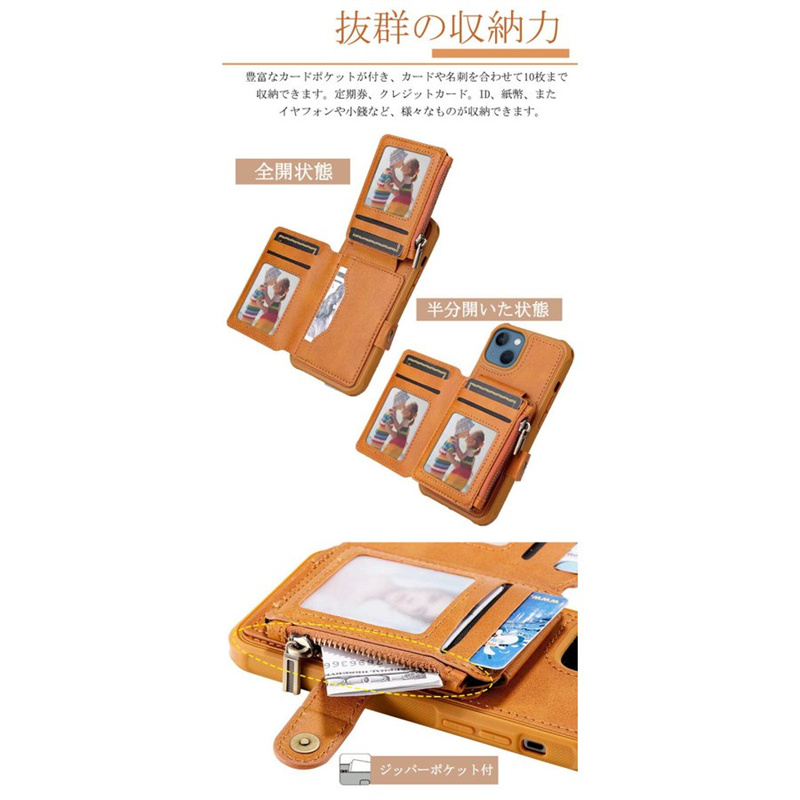 抜群の収納力
豊富なカードポケットが付き、カードや名刺を合わせて10枚まで
収納できます。定期券、クレジットカード。ID、紙幣、また
イヤフォンや小銭など、様々なものが収納できます。
全開状態
半分開いた状態
ジッパーポケット付